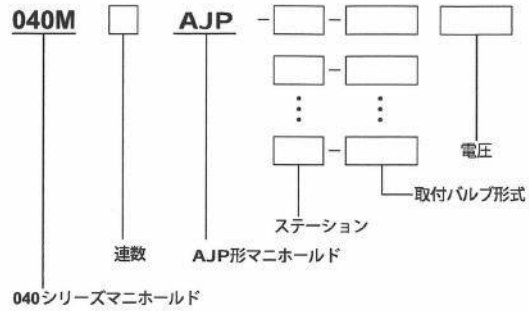 040M □ AJP -□-□ □
□-□
⋮ ⋮
□-□
電圧
取付バルブ形式
ステーション
連数
AJP形マニホールド
040シリーズマニホールド